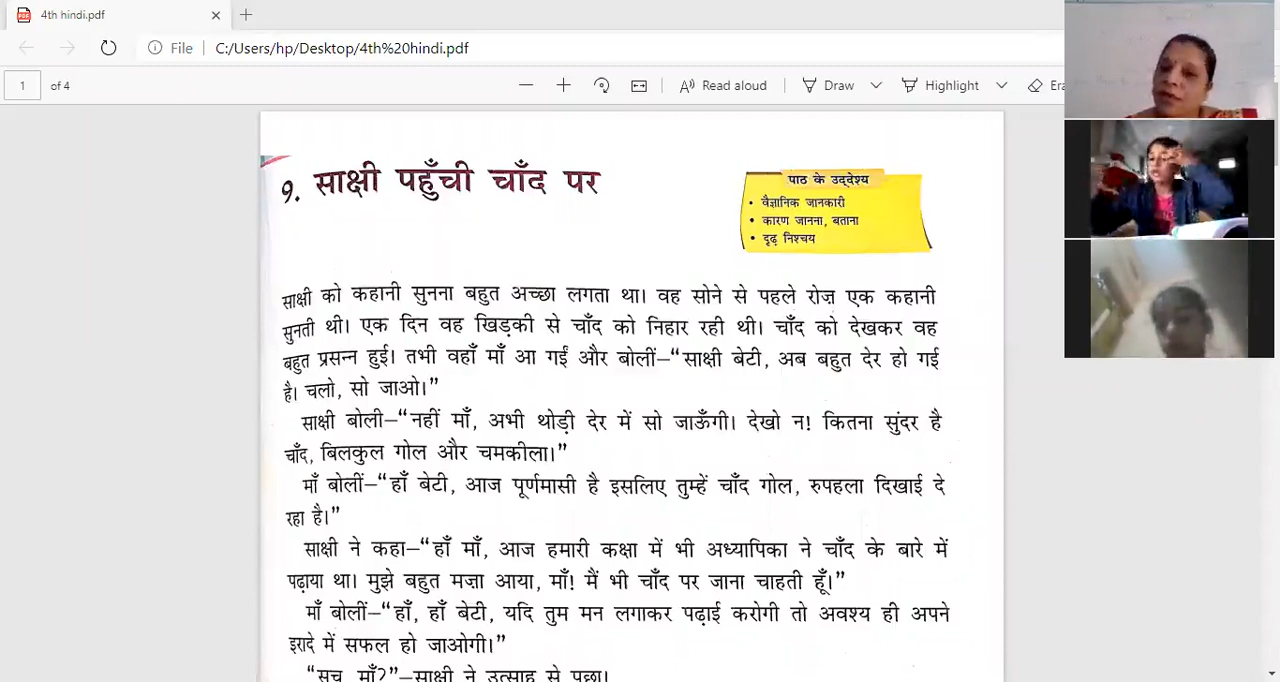 4th hindi.pdf
File C:/Users/hp/Desktop/4th%20hindi.pdf
1 of 4 Read aloud Draw Highlight Era
9. साक्षी पहुँची चाँद पर
पाठ के उद्देश्य
• वैज्ञानिक जानकारी
• कारण जानना, बताना
• दृढ़ निश्चय
साक्षी को कहानी सुनना बहुत अच्छा लगता था। वह सोने से पहले रोज़ एक कहानी
सुनती थी। एक दिन वह खिड़की से चाँद को निहार रही थी। चाँद को देखकर वह
बहुत प्रसन्न हुई। तभी वहाँ माँ आ गईं और बोलीं–“साक्षी बेटी, अब बहुत देर हो गई
है। चलो, सो जाओ।”
साक्षी बोली–“नहीं माँ, अभी थोड़ी देर में सो जाऊँगी। देखो न! कितना सुंदर है
चाँद, बिलकुल गोल और चमकीला।”
माँ बोलीं–“हाँ बेटी, आज पूर्णमासी है इसलिए तुम्हें चाँद गोल, रुपहला दिखाई दे
रहा है।”
साक्षी ने कहा–“हाँ माँ, आज हमारी कक्षा में भी अध्यापिका ने चाँद के बारे में
पढ़ाया था। मुझे बहुत मज़ा आया, माँ! मैं भी चाँद पर जाना चाहती हूँ।”
माँ बोलीं–“हाँ, हाँ बेटी, यदि तुम मन लगाकर पढ़ाई करोगी तो अवश्य ही अपने
इरादे में सफल हो जाओगी।”
“सच माँ?”–साक्षी ने उत्साह से पूछा।